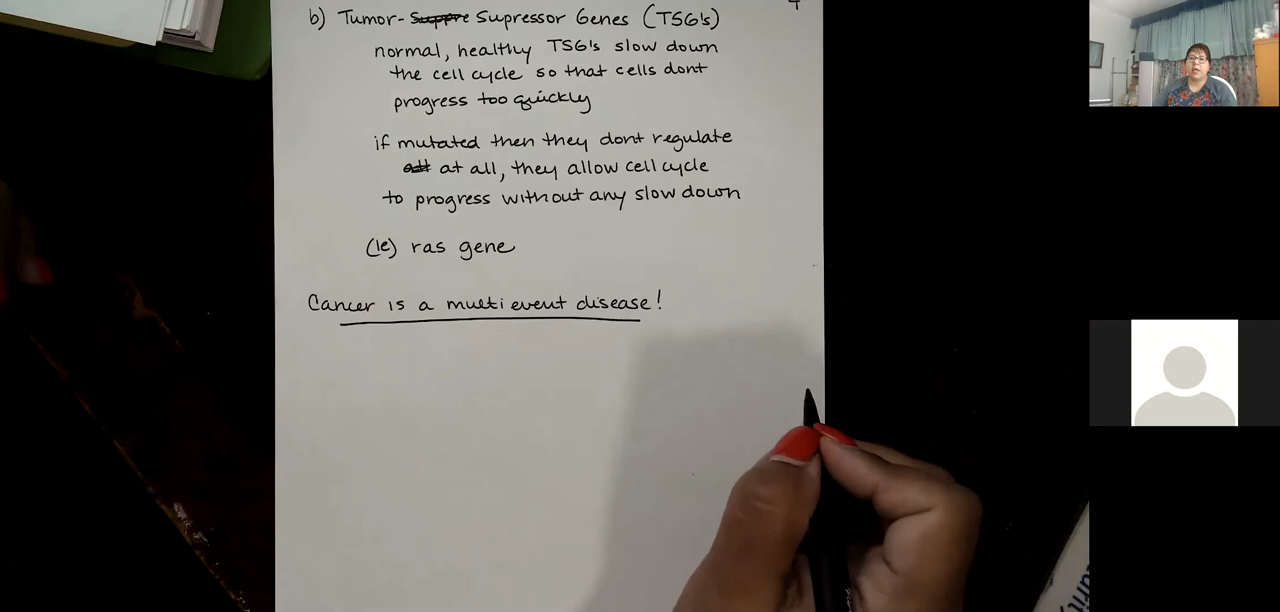 b) Tumor- Suppre Supressor Genes (TSG's)
normal, healthy TSG's slow down
the cell cycle so that cells dont
progress too quickly
if mutated then they dont regulate
at all, they allow cell cycle
to progress without any slow down
(ie) ras gene
Cancer is a multi event disease!